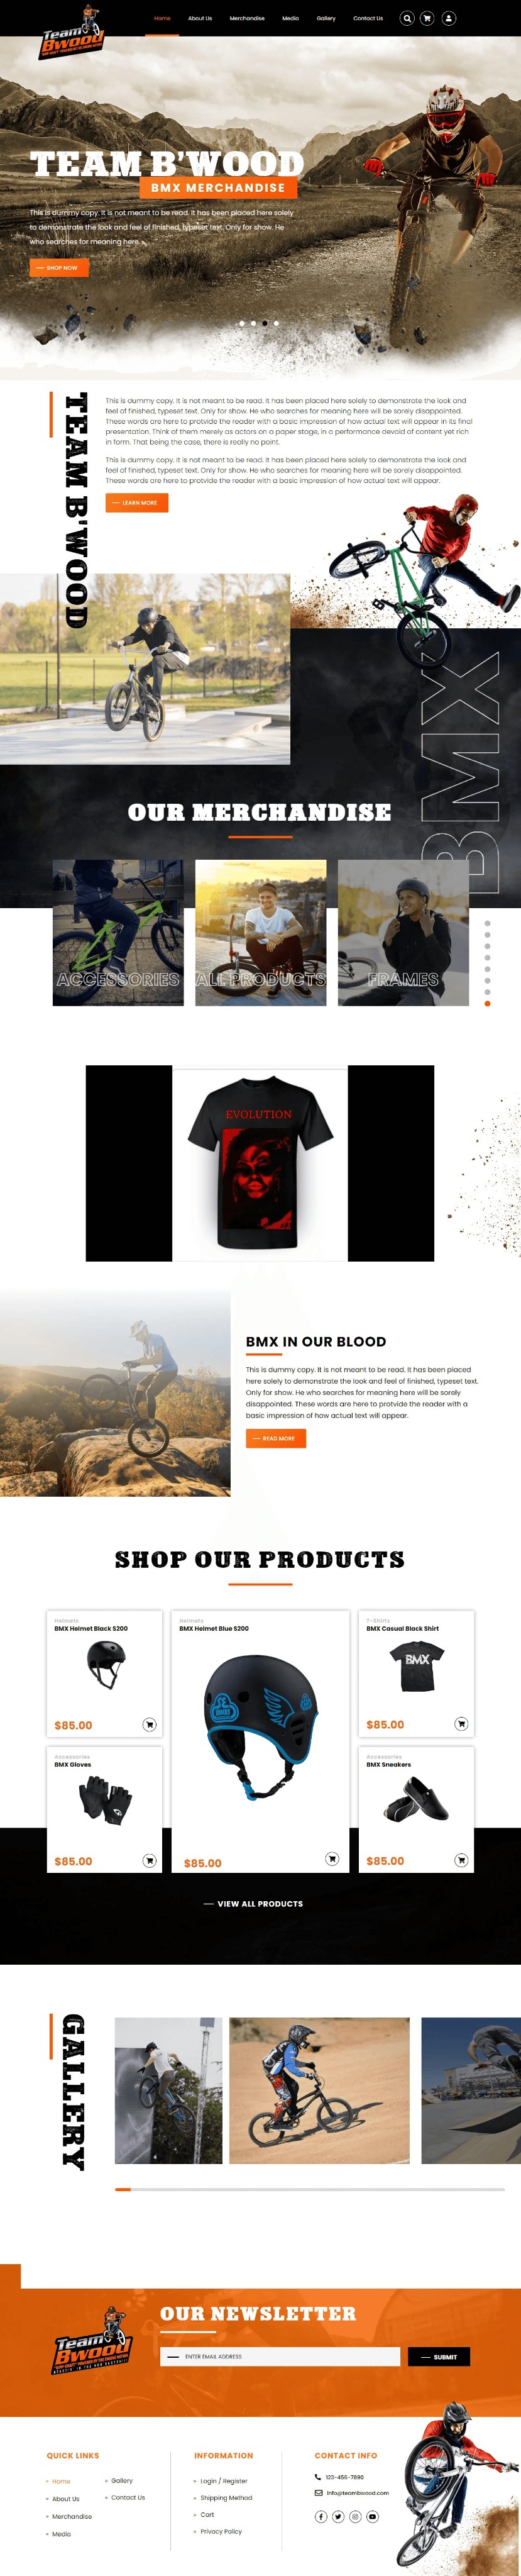 Team
Bwood
Home
About Us
Merchandise
Media
Gallery
Contact Us
TEAM B'WOOD
BMX MERCHANDISE
This is dummy copy. It is not meant to be read. It has been placed here solely
to demonstrate the look and feel of finished, typeset text. Only for show. He
who searches for meaning here
SHOP NOW
TEAM B'WOOD
This is dummy copy. It is not meant to be read. It has been placed here solely to demonstrate the look and
feel of finished, typeset text. Only for show. He who searches for meaning here will be sorely disappointed.
These words are here to protvide the reader with a basic impression of how actual text will appear in its final
presentation. Think of them merely as actors on a paper stage, in a performance devoid of content yet rich
in form. That being the case, there is really no point.
This is dummy copy. It is not meant to be read. It has been placed here solely to demonstrate the look and
feel of finished, typeset text. Only for show. He who searches for meaning here will be sorely disappointed.
These words are here to protvide the reader with a basic impression of how actual text will appear.
LEARN MORE
BMX
OUR MERCHANDISE
ACCESSORIES
ALL PRODUCTS
FRAMES
EVOLUTION
BMX IN OUR BLOOD
This is dummy copy. It is not meant to be read. It has been placed
here solely to demonstrate the look and feel of finished, typeset text.
Only for show. He who searches for meaning here will be sorely
disappointed. These words are here to protvide the reader with a
basic impression of how actual text will appear.
READ MORE
SHOP OUR PRODUCTS
Helmets
BMX Helmet Black S200
$85.00
Accessories
BMX Gloves
$85.00
Helmets
BMX Helmet Blue S200
$85.00
T-Shirts
BMX Casual Black Shirt
BMX
$85.00
Accessories
BMX Sneakers
$85.00
VIEW ALL PRODUCTS
GALLERY
Team
Bwood
OUR NEWSLETTER
ENTER EMAIL ADDRESS
SUBMIT
QUICK LINKS
Home
About Us
Merchandise
Media
Gallery
Contact Us
INFORMATION
Login / Register
Shipping Method
Cart
Privacy Policy
CONTACT INFO
123-456-7890
info@teambwood.com